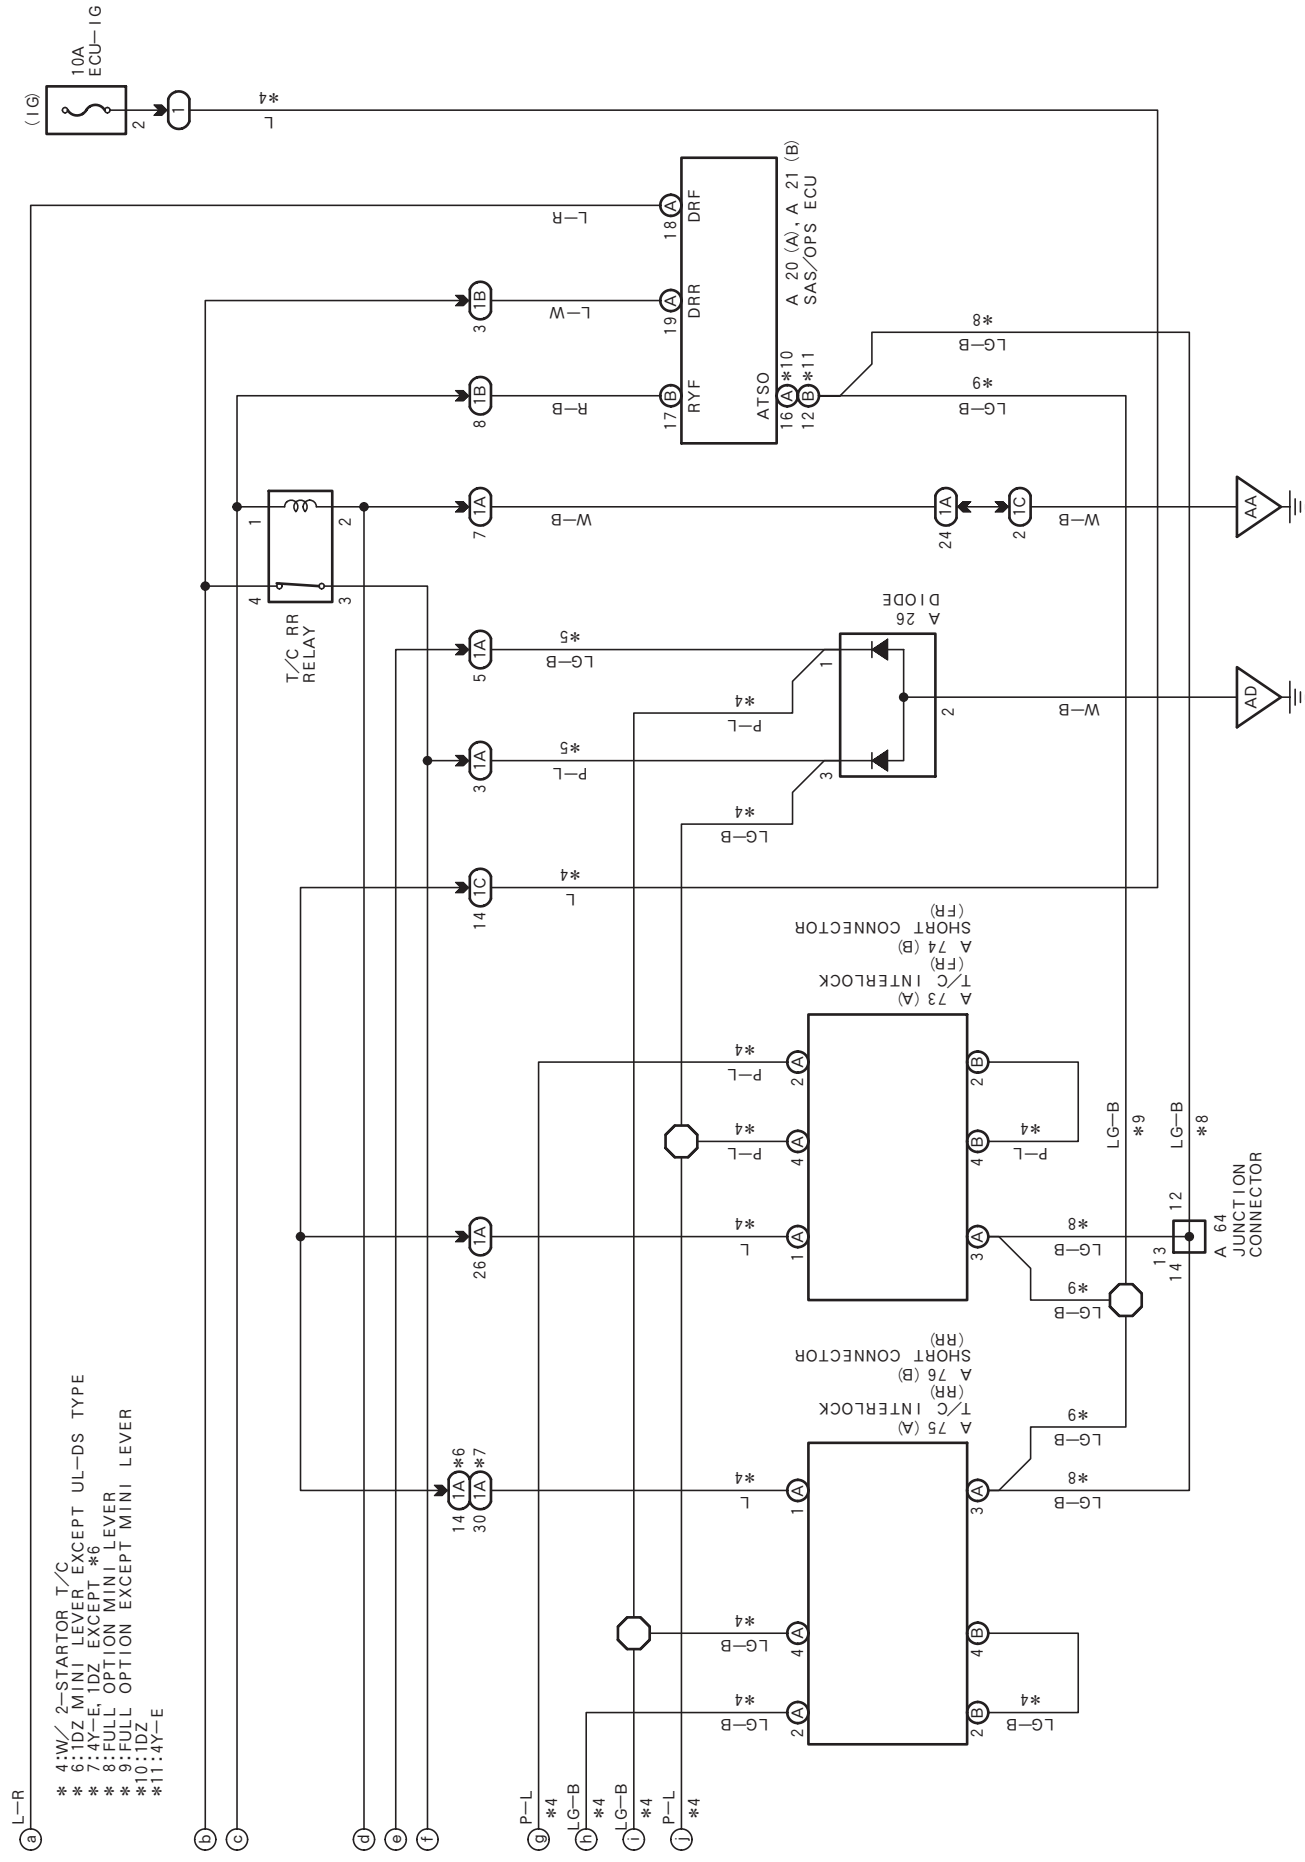 (IG)
10A
ECU-IG
2
1
L
*4
L-R
18
A
DRF
3
1B
L-W
19
A
DRR
8
1B
R-B
17
B
RYF
ATSO
16
A
*10
12
B
*11
A 20 (A), A 21 (B)
SAS/OPS ECU
LG-B
*8
LG-B
*9
T/C RR
RELAY
1
2
4
3
7
1A
W-B
24
1A
2
1C
W-B
AA
5
1A
LG-B
*5
P-L
*4
1
3
1A
P-L
*5
LG-B
*4
3
A 26
DIODE
2
W-B
AD
14
1C
L
*4
A 73 (A)
T/C INTERLOCK
(FR)
A 74 (B)
SHORT CONNECTOR
(FR)
P-L
*4
2
A
P-L
*4
4
A
26
1A
L
*4
1
A
2
B
4
B
P-L
*4
3
A
LG-B
*8
LG-B
*9
LG-B
*9
LG-B
*8
12
13
14
A 64
JUNCTION
CONNECTOR
A 75 (A)
T/C INTERLOCK
(RR)
A 76 (B)
SHORT CONNECTOR
(RR)
14
1A
*6
30
1A
*7
L
*4
1
A
3
A
LG-B
*9
LG-B
*8
LG-B
*4
4
A
LG-B
*4
2
A
4
B
2
B
LG-B
*4
* 4:W/ 2-STARTOR T/C
* 6:1DZ MINI LEVER EXCEPT UL-DS TYPE
* 7:4Y-E, 1DZ EXCEPT *6
* 8:FULL OPTION MINI LEVER
* 9:FULL OPTION EXCEPT MINI LEVER
*10:1DZ
*11:4Y-E
a
L-R
b
c
d
e
f
g
P-L
*4
h
LG-B
*4
i
LG-B
*4
j
P-L
*4